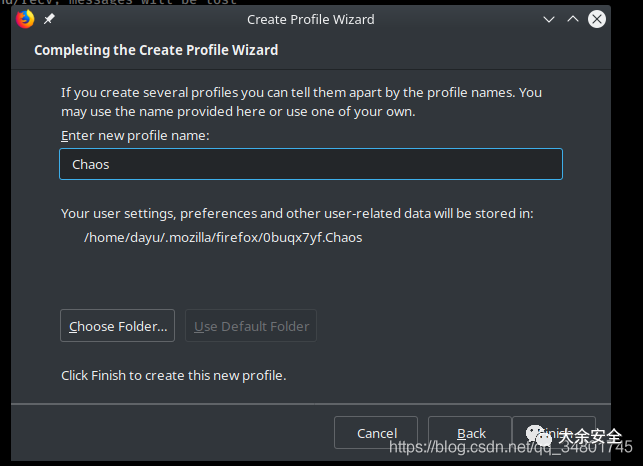 nd/recv, messages will be lost
Create Profile Wizard
Completing the Create Profile Wizard
If you create several profiles you can tell them apart by the profile names. You
may use the name provided here or use one of your own.
Enter new profile name:
Chaos
Your user settings, preferences and other user-related data will be stored in:
/home/dayu/.mozilla/firefox/0buqx7yf.Chaos
Choose Folder... Use Default Folder
Click Finish to create this new profile.
Cancel Back Finish
大余安全
https://blog.csdn.net/qq_34801745